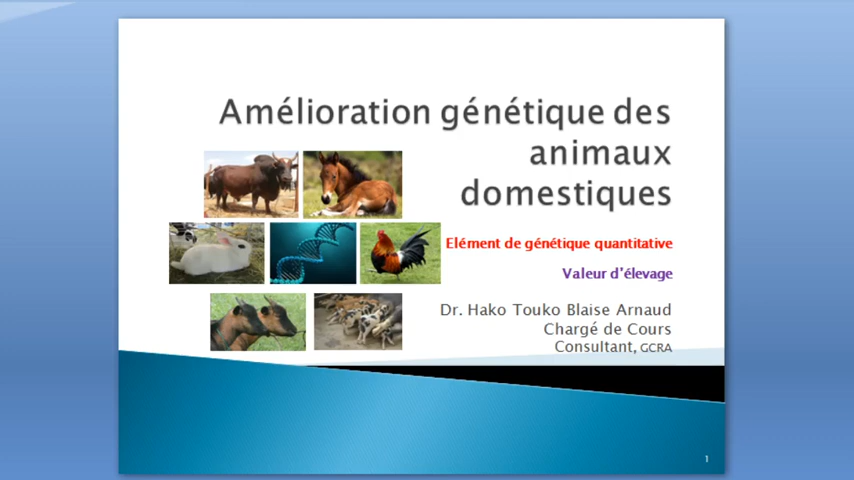 Amélioration génétique des
animaux
domestiques
Elément de génétique quantitative
Valeur d'élevage
Dr. Hako Touko Blaise Arnaud
Chargé de Cours
Consultant, GCRA
1